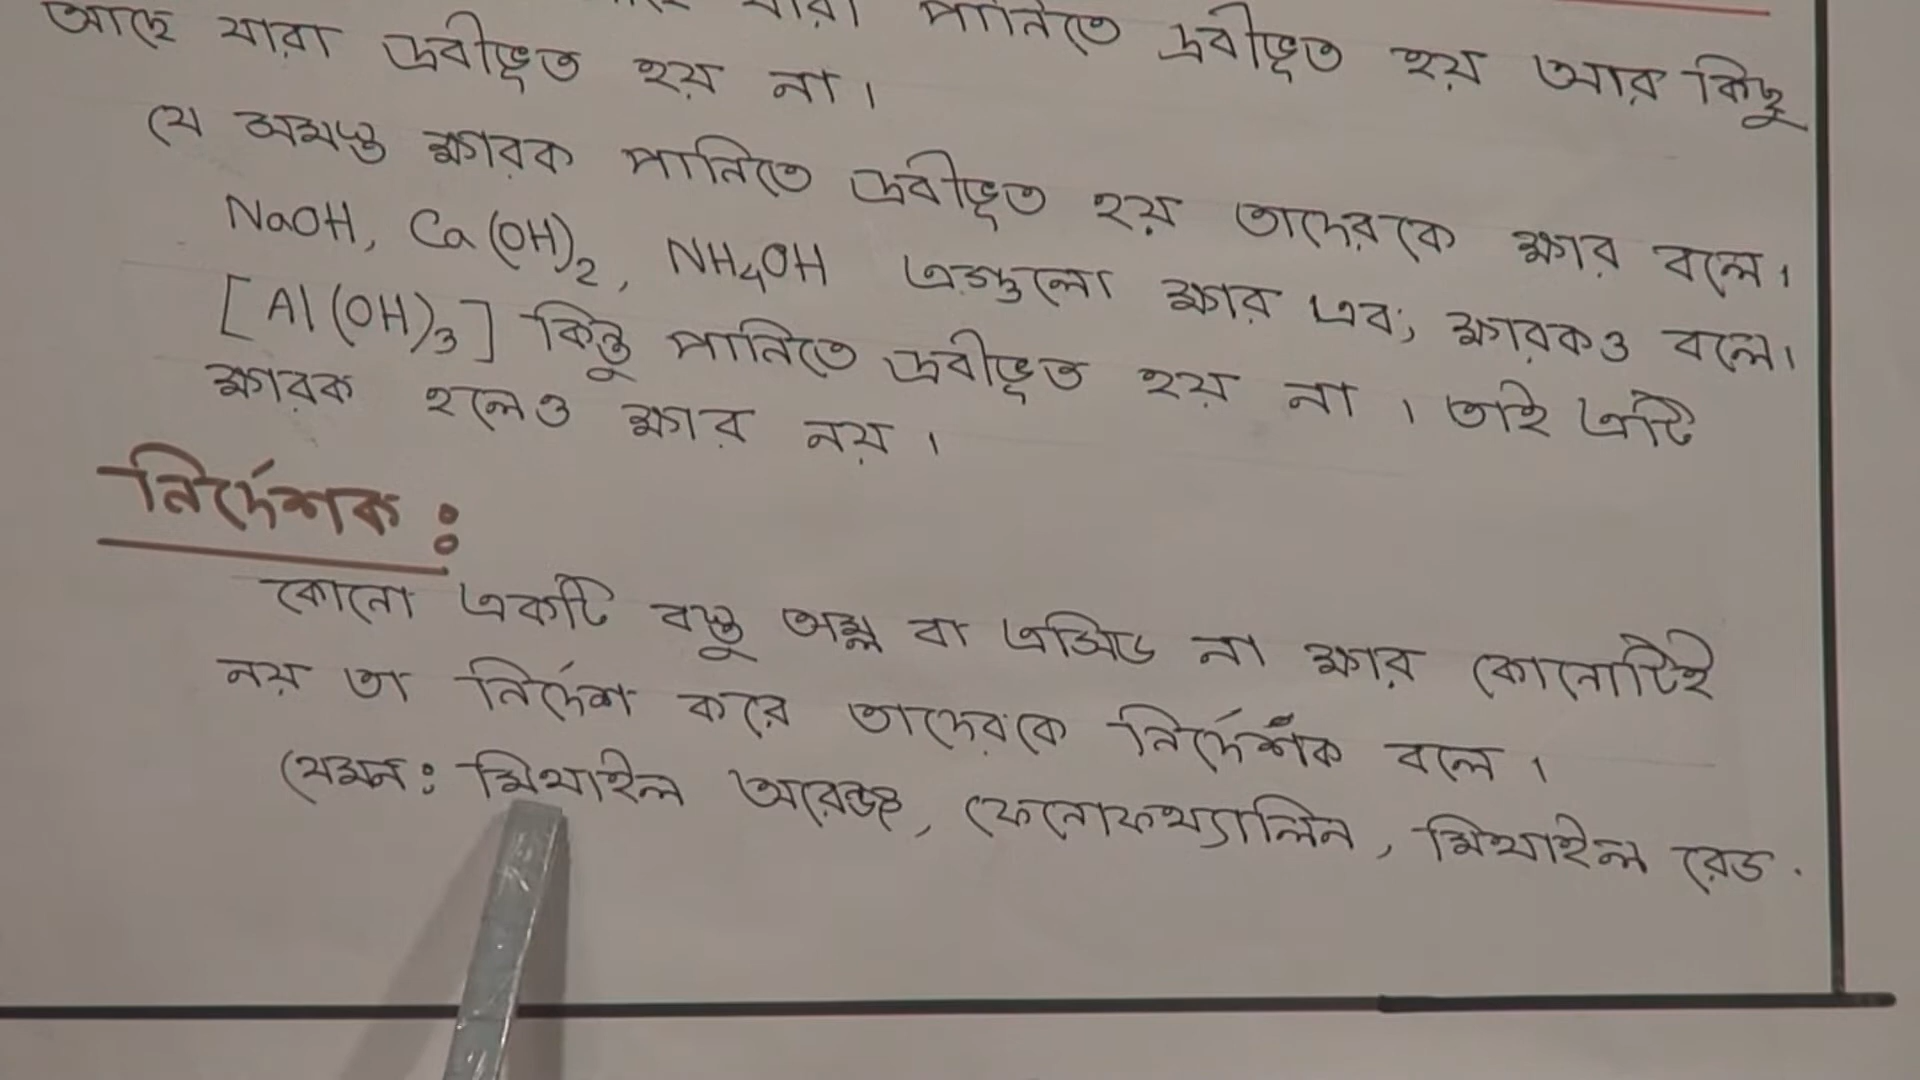 যারা পানিতে দ্রবীভূত হয় আর কিছু
আছে যারা দ্রবীভূত হয় না।
যে সমস্ত ক্ষারক পানিতে দ্রবীভূত হয় তাদেরকে ক্ষার বলে।
NaOH, Ca(OH)₂, NH₄OH এগুলো ক্ষার এবং ক্ষারকও বলে।
[Al(OH)₃] কিন্তু পানিতে দ্রবীভূত হয় না। তাই এটি
ক্ষারক হলেও ক্ষার নয়।
নির্দেশক:
কোনো একটি বস্তু অম্ল বা এসিড না ক্ষার কোনোটিই
নয় তা নির্দেশ করে তাদেরকে নির্দেশক বলে।
যেমন: মিথাইল অরেঞ্জ, ফেনোফথ্যালিন, মিথাইল রেড.